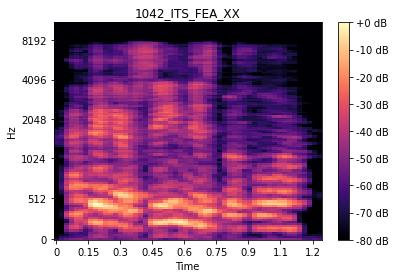 1042_ITS_FEA_XX
+0 dB
8192
-10 dB
4096
-20 dB
-30 dB
2048
Hz
-40 dB
1024
-50 dB
512
-60 dB
-70 dB
0
-80 dB
0 0.15 0.3 0.45 0.6 0.75 0.9 1 1.2
Time